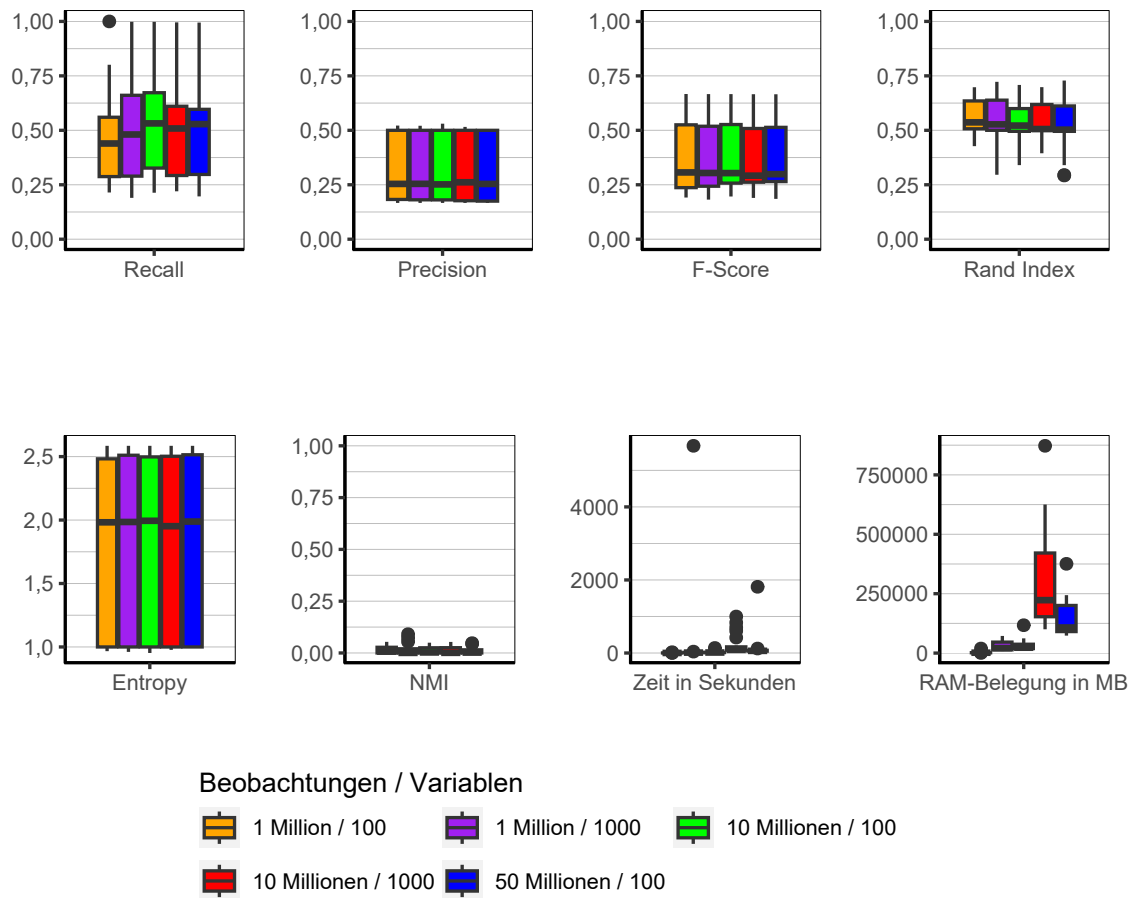 1,00
0,75
0,50
0,25
0,00
Recall
1,00
0,75
0,50
0,25
0,00
Precision
1,00
0,75
0,50
0,25
0,00
F-Score
1,00
0,75
0,50
0,25
0,00
Rand Index
2,5
2,0
1,5
1,0
Entropy
1,00
0,75
0,50
0,25
0,00
NMI
4000
2000
0
Zeit in Sekunden
750000
500000
250000
0
RAM-Belegung in MB
Beobachtungen / Variablen
1 Million / 100
1 Million / 1000
10 Millionen / 100
10 Millionen / 1000
50 Millionen / 100